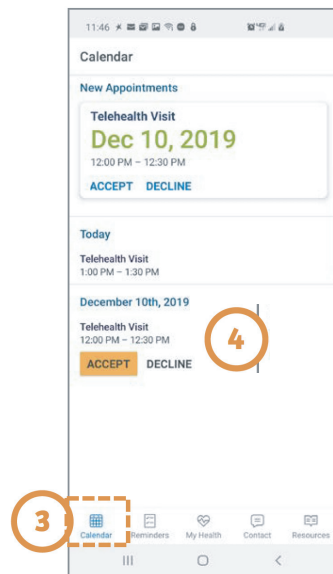 11:46
Calendar
New Appointments
Telehealth Visit
Dec 10, 2019
12:00 PM – 12:30 PM
ACCEPT DECLINE
Today
Telehealth Visit
1:00 PM – 1:30 PM
December 10th, 2019
Telehealth Visit
12:00 PM – 12:30 PM
4
ACCEPT DECLINE
3
Calendar Reminders My Health Contact Resources